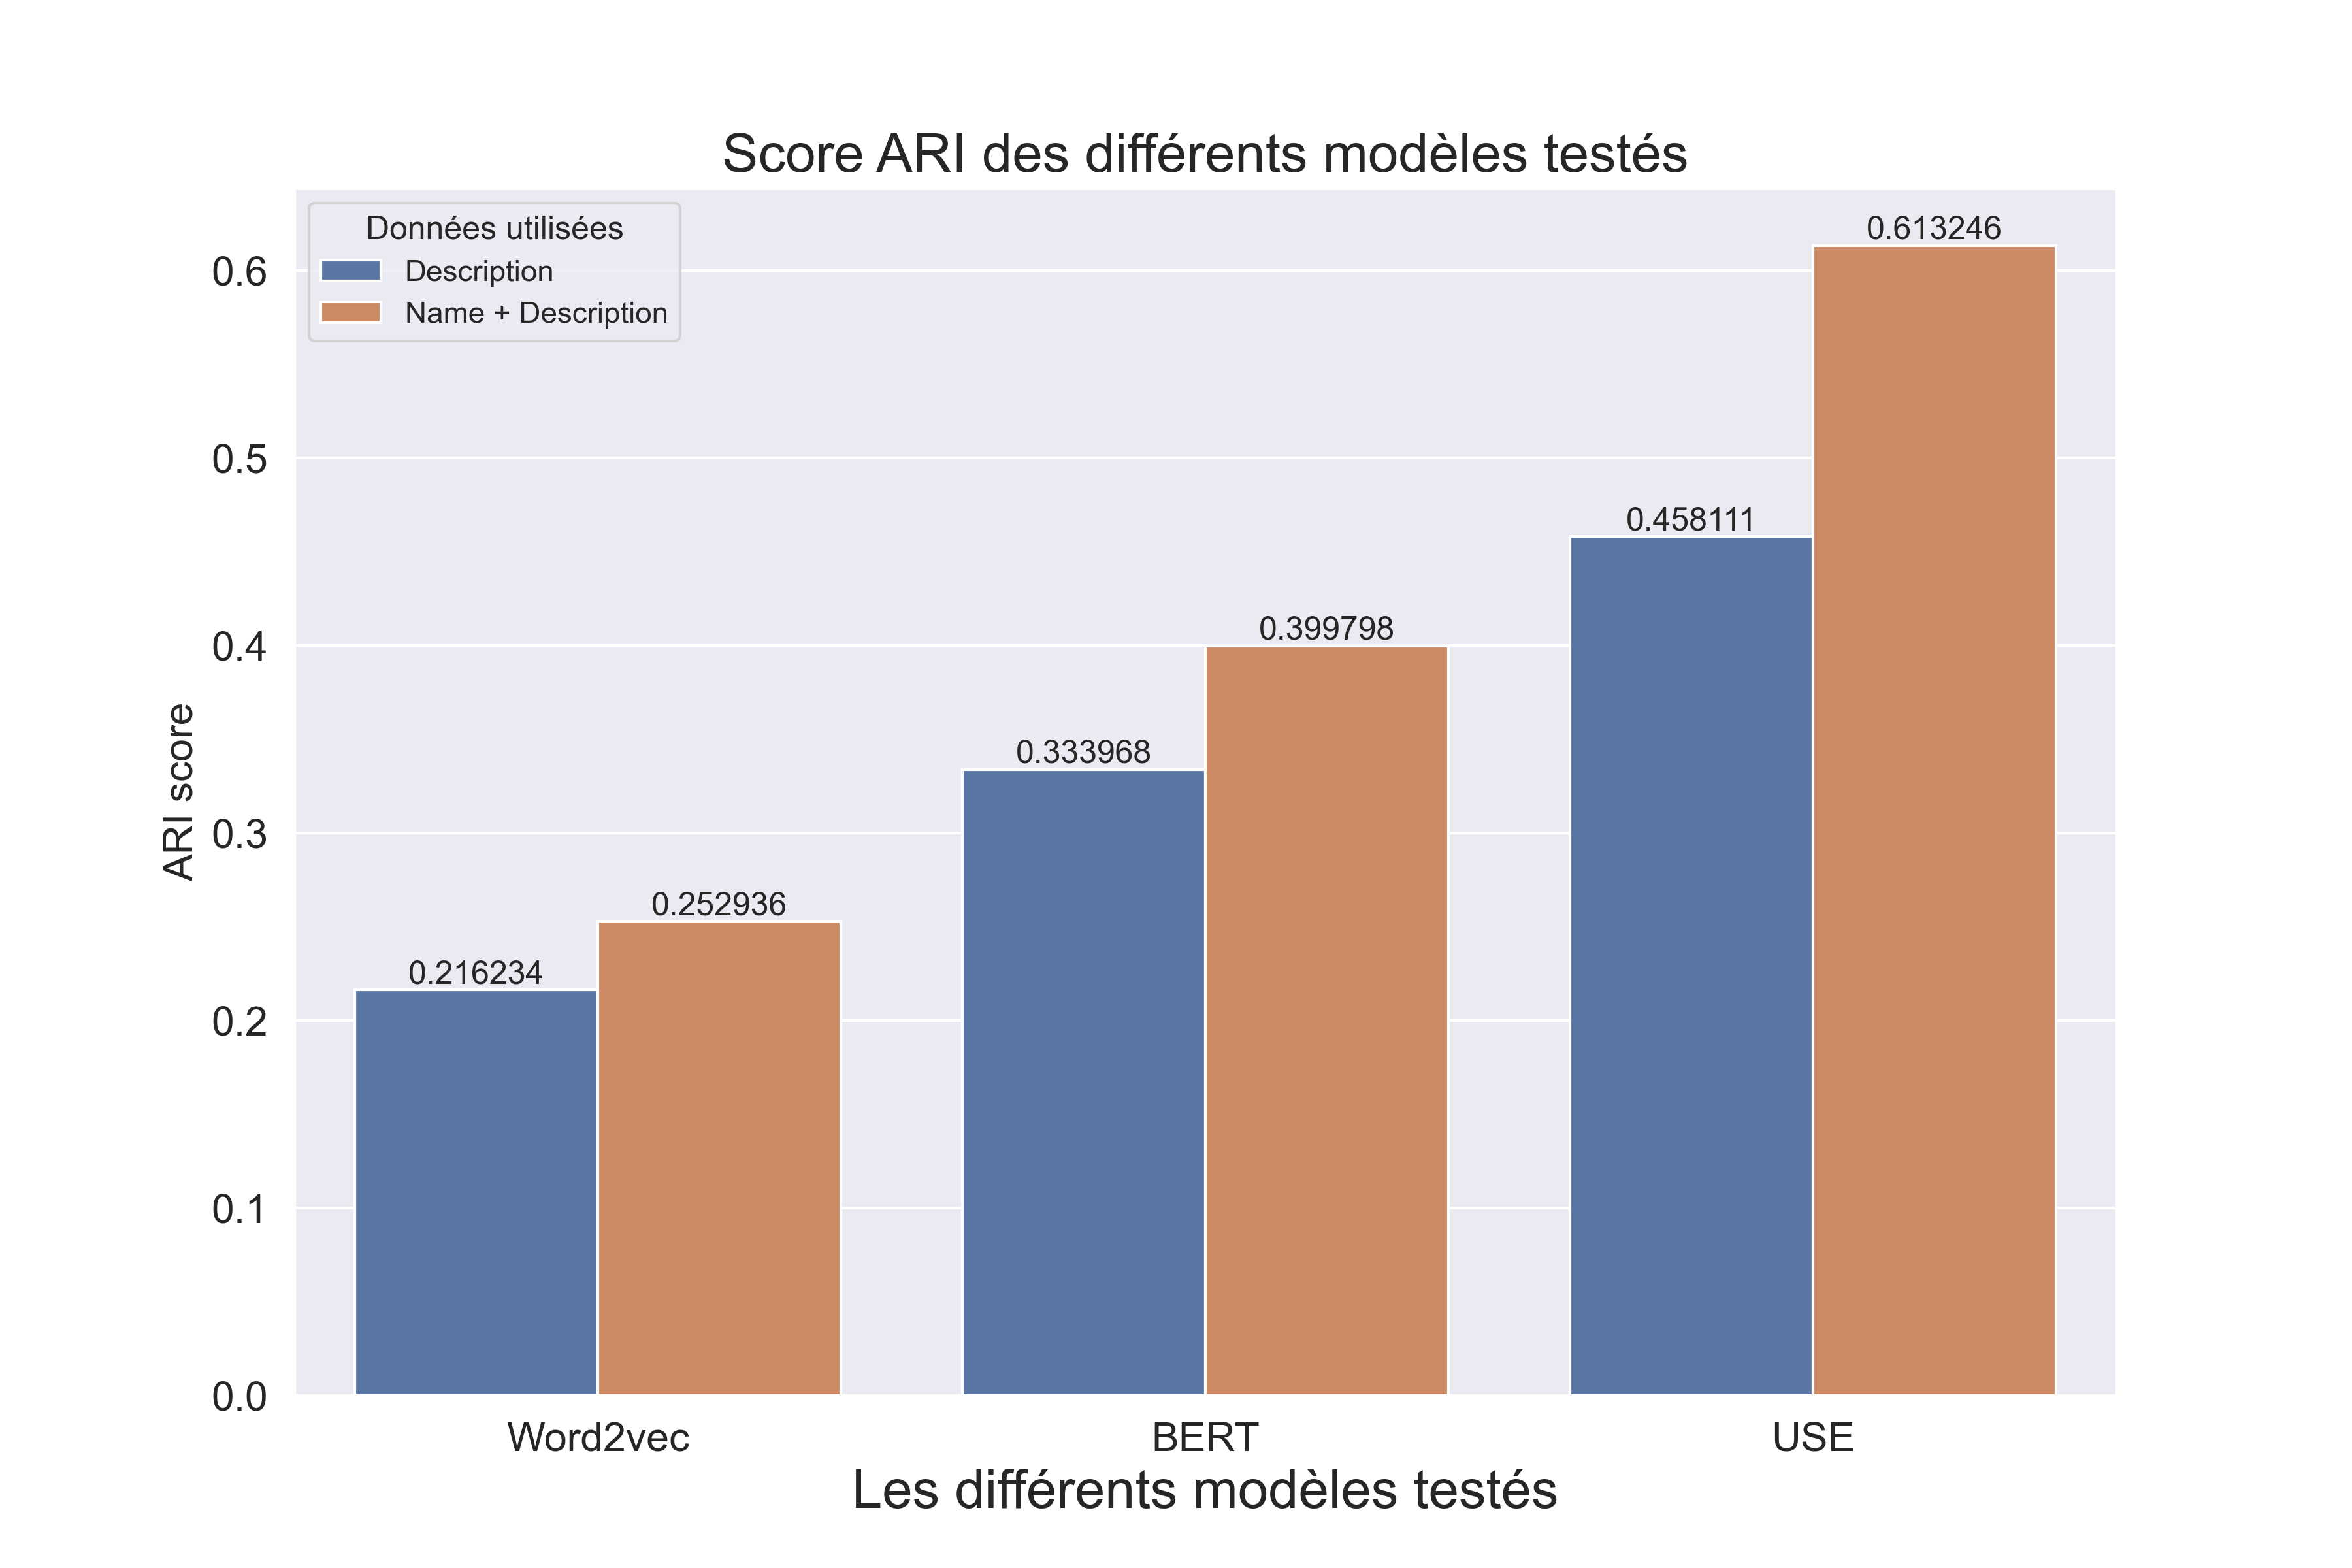 Score ARI des différents modèles testés
Données utilisées
Description
Name + Description
0.6
0.5
0.4
0.3
0.2
0.1
0.0
ARI score
0.216234
0.252936
0.333968
0.399798
0.458111
0.613246
Word2vec
BERT
USE
Les différents modèles testés